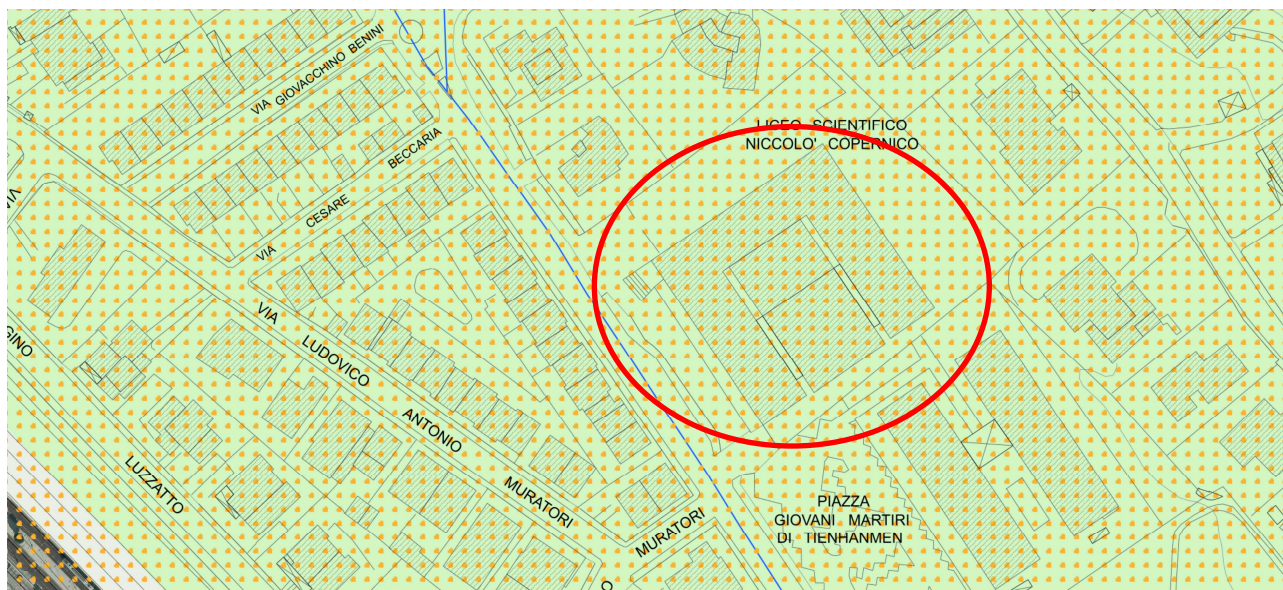 VIA GIOVACCHINO BENINI
LICEO SCIENTIFICO
NICCOLO' COPERNICO
BECCARIA
CESARE
VIA
VIA
VIA
LUDOVICO
ANTONIO
MURATORI
MURATORI
GINO
LUZZATTO
PIAZZA
GIOVANI MARTIRI
DI TIENHANMEN